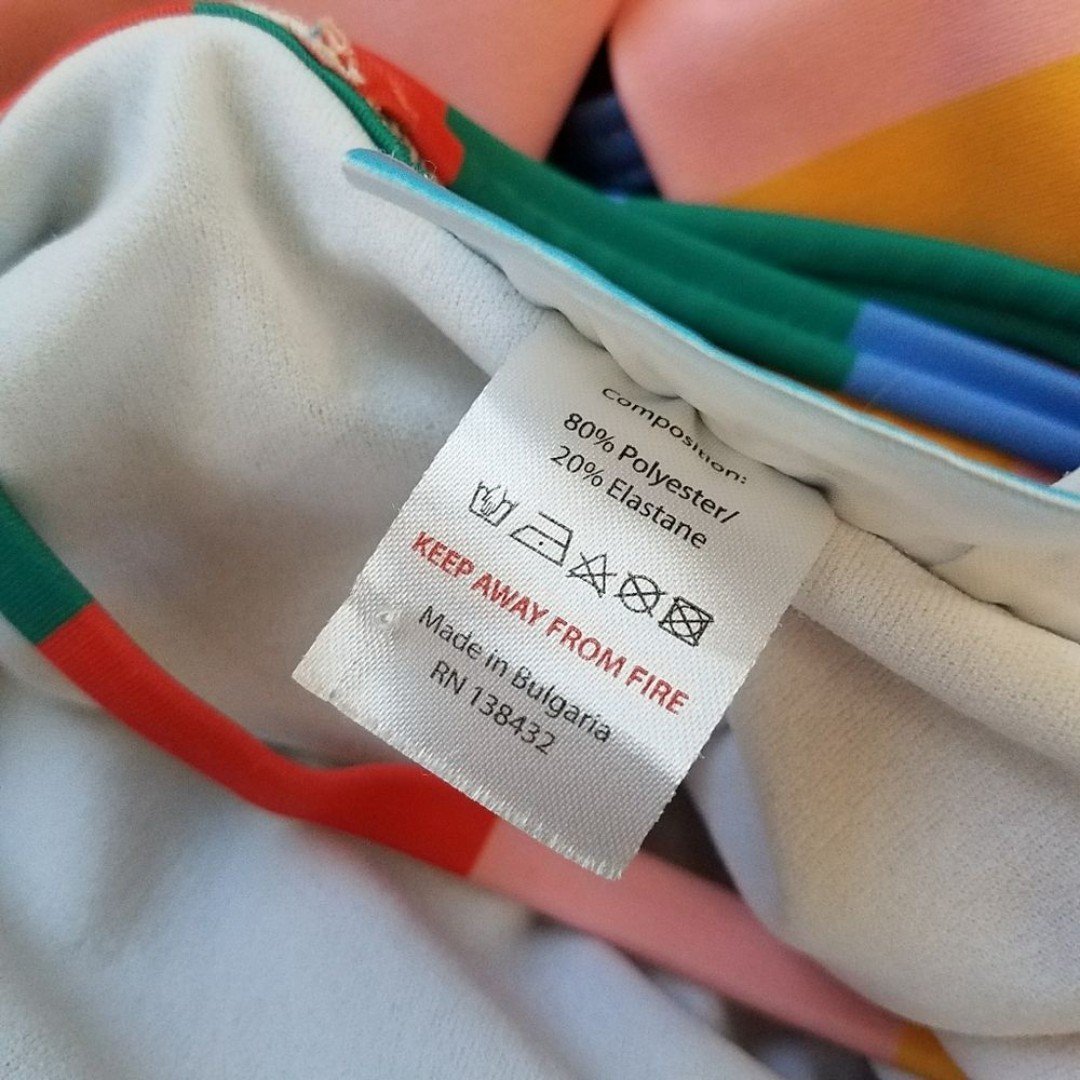 Composition:
80% Polyester/
20% Elastane
KEEP AWAY FROM FIRE
Made in Bulgaria
RN 138432